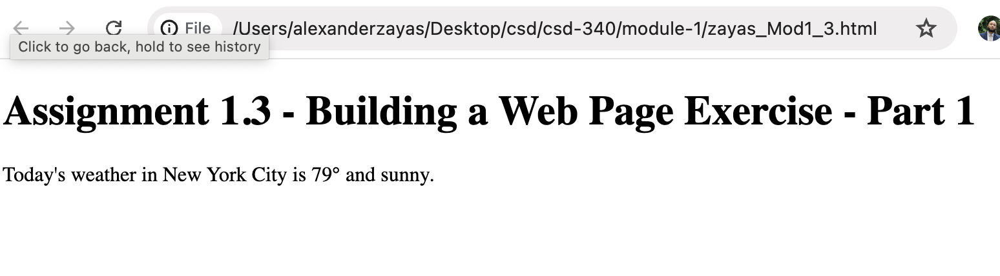 File /Users/alexanderzayas/Desktop/csd/csd-340/module-1/zayas_Mod1_3.html
Click to go back, hold to see history
Assignment 1.3 - Building a Web Page Exercise - Part 1
Today's weather in New York City is 79° and sunny.